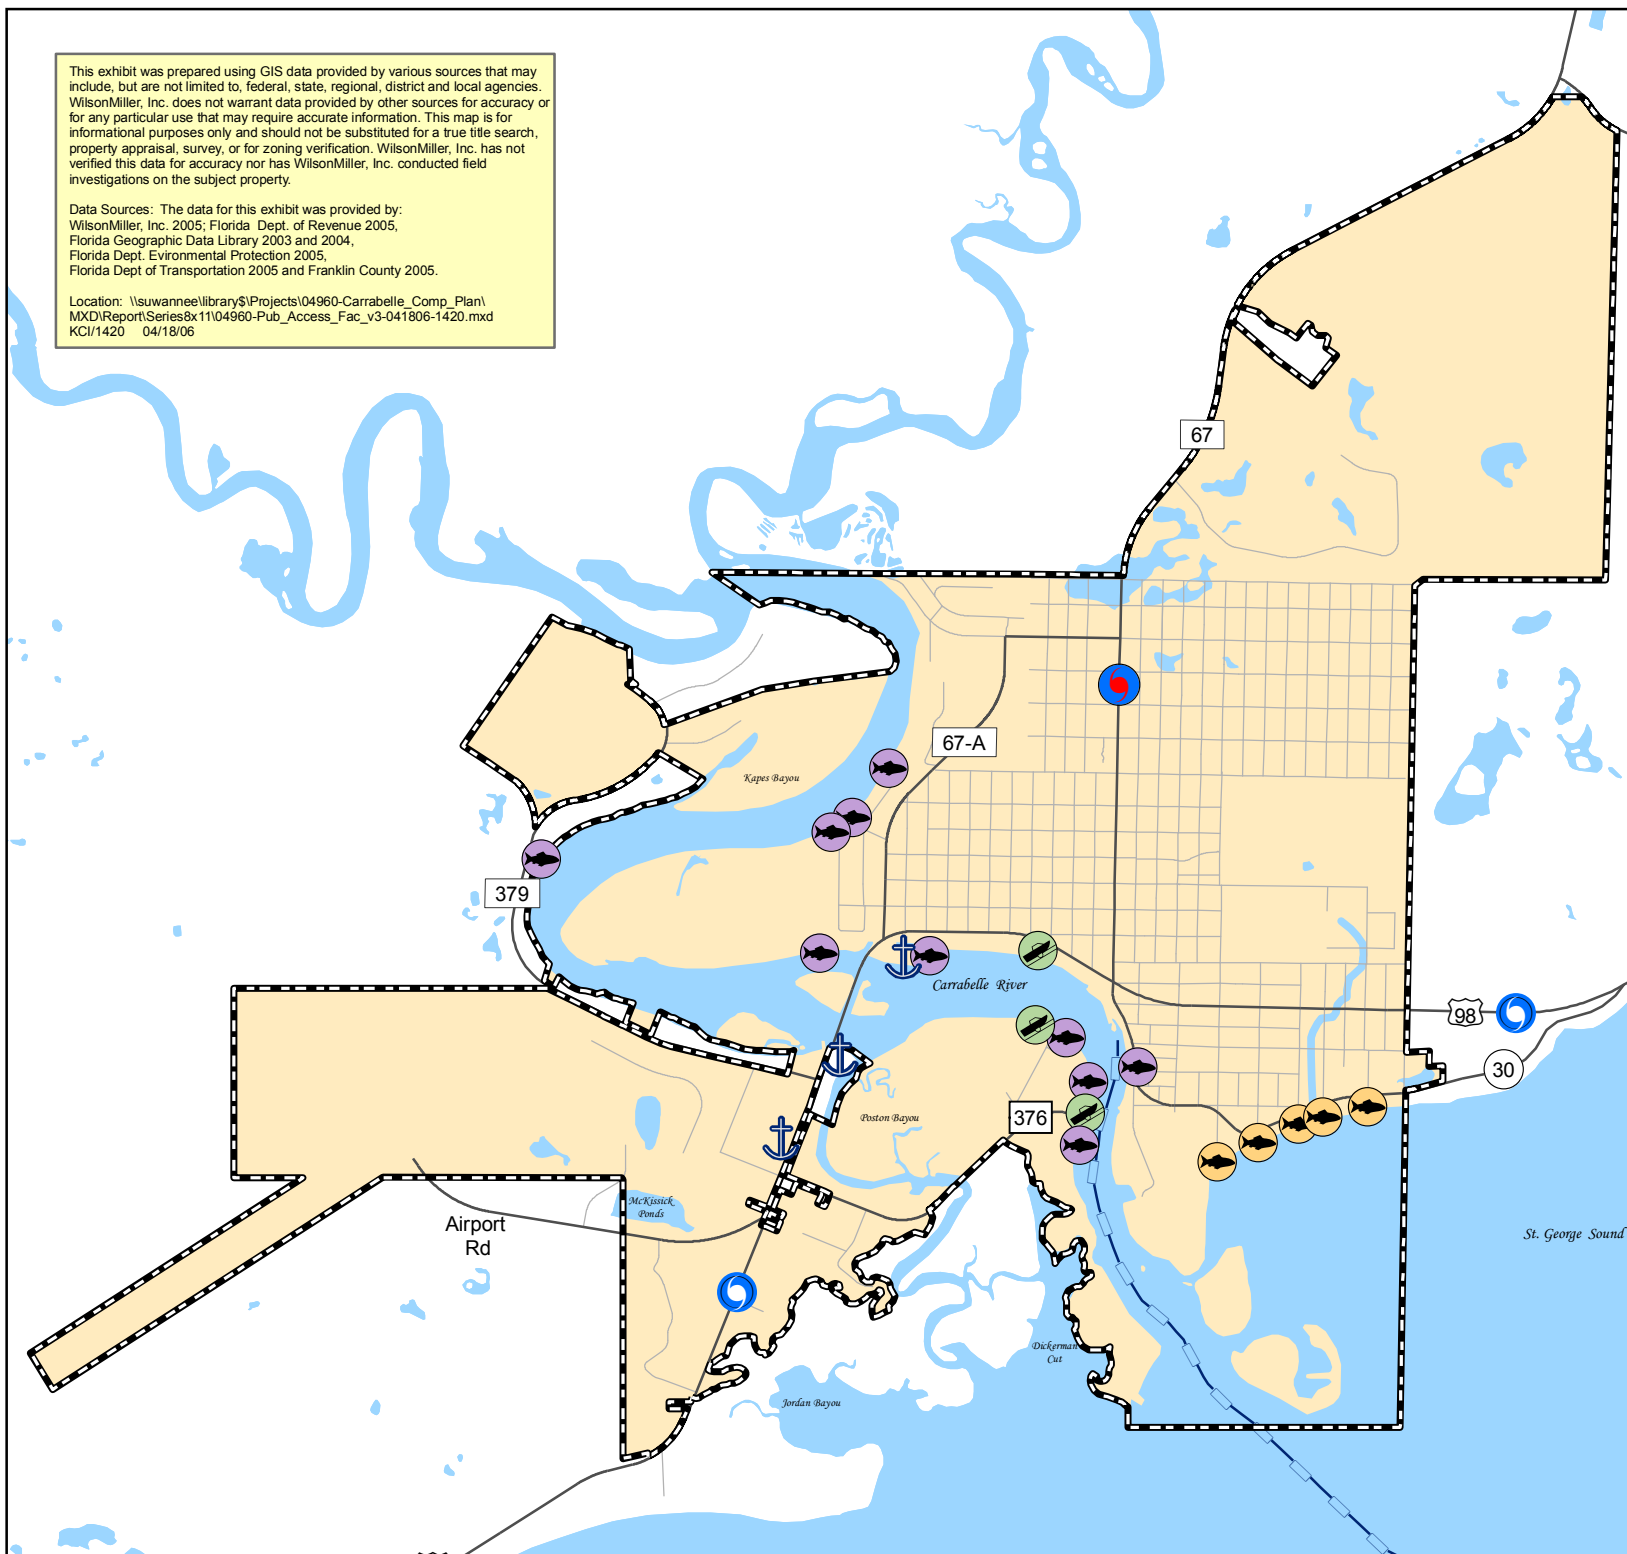 This exhibit was prepared using GIS data provided by various sources that may
include, but are not limited to, federal, state, regional, district and local agencies.
WilsonMiller, Inc. does not warrant data provided by other sources for accuracy or
for any particular use that may require accurate information. This map is for
informational purposes only and should not be substituted for a true title search,
property appraisal, survey, or for zoning verification. WilsonMiller, Inc. has not
verified this data for accuracy nor has WilsonMiller, Inc. conducted field
investigations on the subject property.
Data Sources: The data for this exhibit was provided by:
WilsonMiller, Inc. 2005; Florida Dept. of Revenue 2005,
Florida Geographic Data Library 2003 and 2004,
Florida Dept. Evironmental Protection 2005,
Florida Dept of Transportation 2005 and Franklin County 2005.
Location: \\suwannee\library$\Projects\04960-Carrabelle_Comp_Plan\
MXD\Report\Series8x11\04960-Pub_Access_Fac_v3-041806-1420.mxd
KCI/1420 04/18/06
67
67-A
Kapes Bayou
379
Carrabelle River
98
30
376
Poston Bayou
McKissick
Ponds
Airport
Rd
St. George Sound
Dickerman
Cut
Jordan Bayou